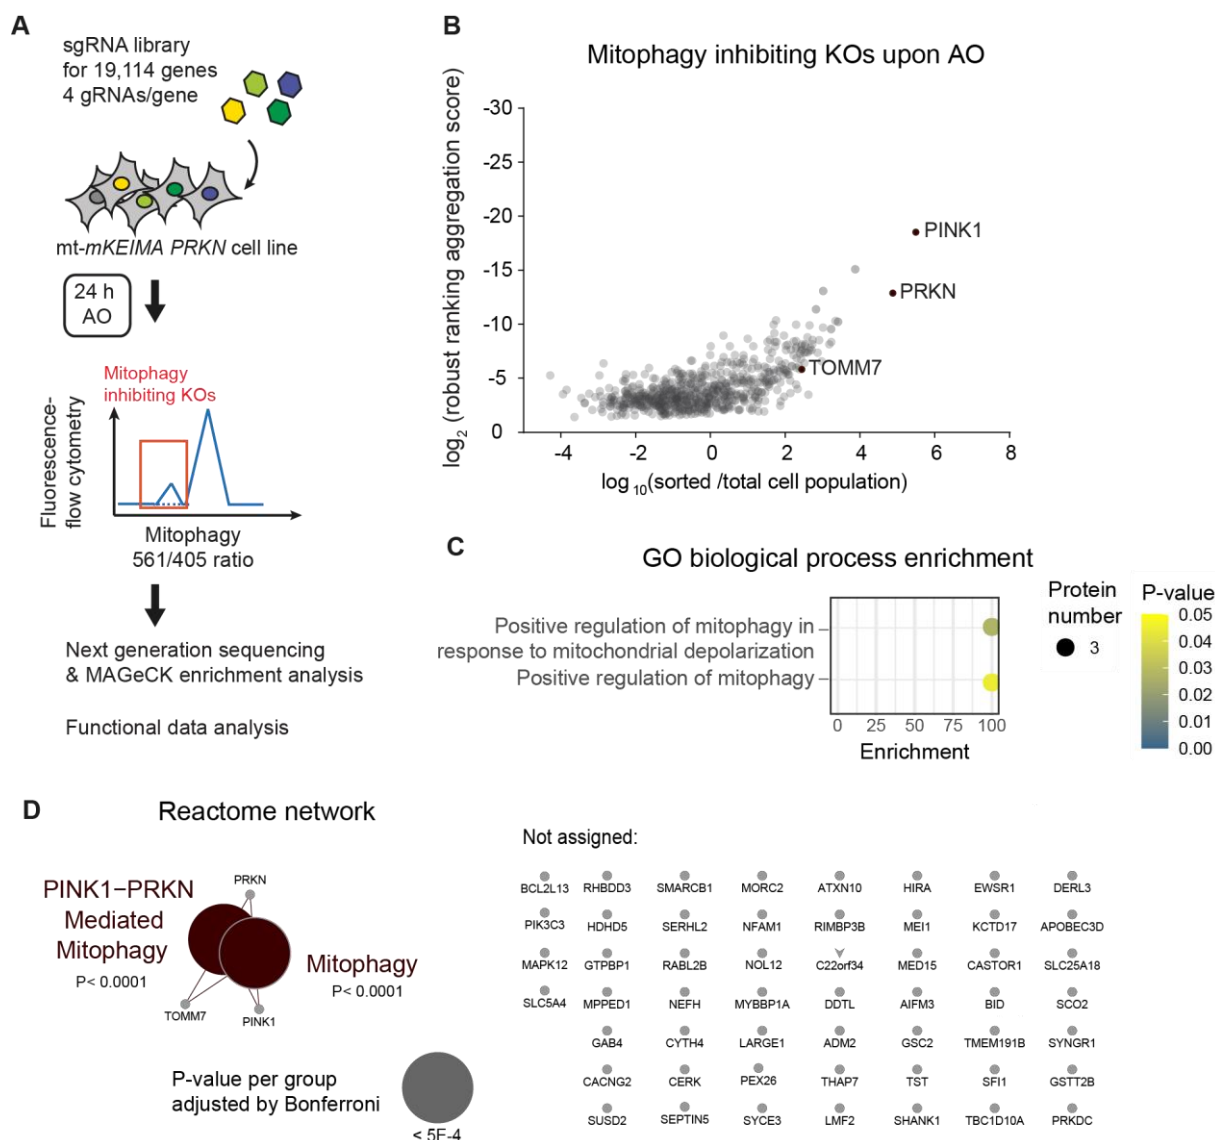 A
sgRNA library
for 19,114 genes
4 gRNAs/gene
mt-mKEIMA PRKN cell line
24 h
AO
Mitophagy
inhibiting KOs
Fluorescence-
flow cytometry
Mitophagy
561/405 ratio
Next generation sequencing
& MAGeCK enrichment analysis
Functional data analysis
B
Mitophagy inhibiting KOs upon AO
log2 (robust ranking aggregation score)
-30
-25
-20
-15
-10
-5
0
PINK1
PRKN
TOMM7
-4 -2 0 2 4 6 8
log10(sorted /total cell population)
C
GO biological process enrichment
Positive regulation of mitophagy in
response to mitochondrial depolarization
Positive regulation of mitophagy
0 25 50 75 100
Enrichment
Protein
number
3
P-value
0.05
0.04
0.03
0.02
0.01
0.00
D
Reactome network
PINK1–PRKN
Mediated
Mitophagy
P< 0.0001
PRKN
Mitophagy
P< 0.0001
TOMM7
PINK1
P-value per group
adjusted by Bonferroni
< 5E-4
Not assigned:
BCL2L13 RHBDD3 SMARCB1 MORC2 ATXN10 HIRA EWSR1 DERL3
PIK3C3 HDHD5 SERHL2 NFAM1 RIMBP3B MEI1 KCTD17 APOBEC3D
MAPK12 GTPBP1 RABL2B NOL12 C22orf34 MED15 CASTOR1 SLC25A18
SLC5A4 MPPED1 NEFH MYBBP1A DDTL AIFM3 BID SCO2
GAB4 CYTH4 LARGE1 ADM2 GSC2 TMEM191B SYNGR1
CACNG2 CERK PEX26 THAP7 TST SFI1 GSTT2B
SUSD2 SEPTIN5 SYCE3 LMF2 SHANK1 TBC1D10A PRKDC